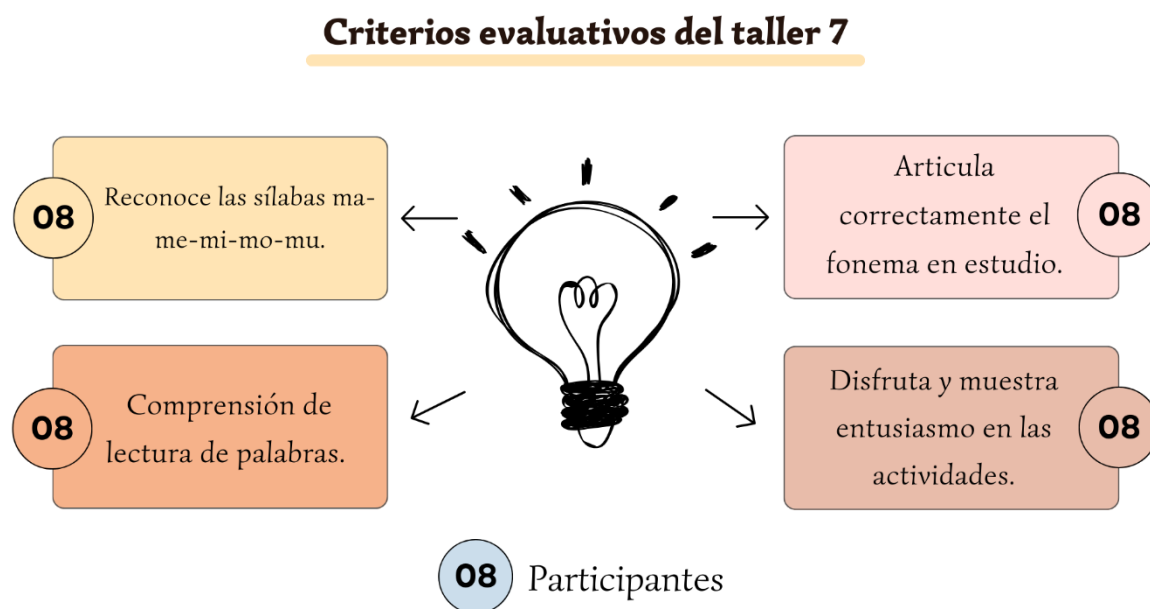 Criterios evaluativos del taller 7
08
Reconoce las sílabas ma-
me-mi-mo-mu.
Articula
correctamente el
fonema en estudio.
08
08
Comprensión de
lectura de palabras.
Disfruta y muestra
entusiasmo en las
actividades.
08
08 Participantes